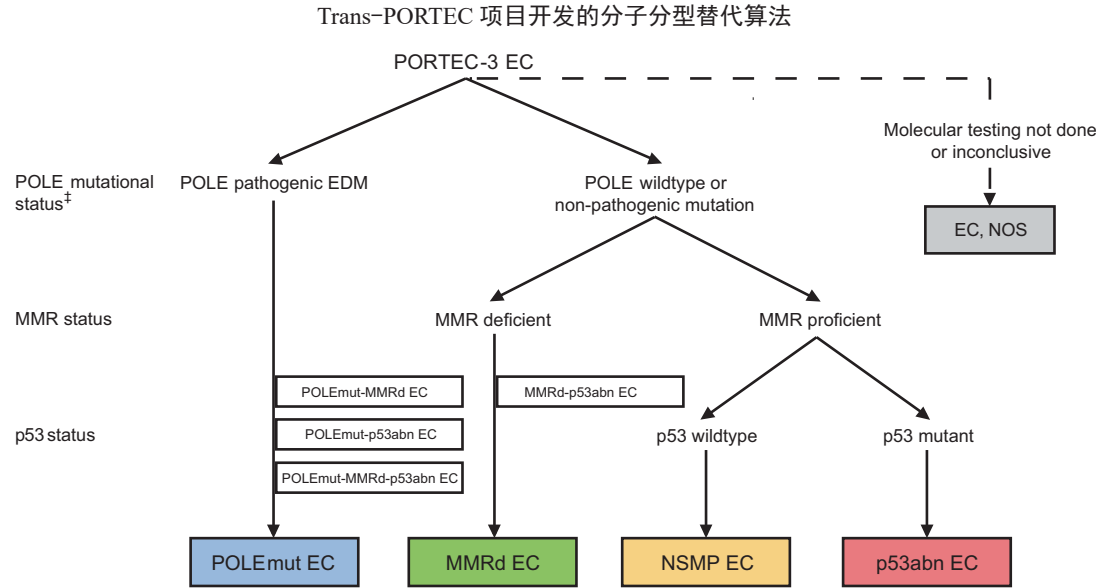 Trans-PORTEC 项目开发的分子分型替代算法
PORTEC-3 EC
Molecular testing not done
or inconclusive
POLE mutational
status‡
POLE pathogenic EDM
POLE wildtype or
non-pathogenic mutation
EC, NOS
MMR status
MMR deficient
MMR proficient
POLEmut-MMRd EC
MMRd-p53abn EC
p53 status
POLEmut-p53abn EC
p53 wildtype
p53 mutant
POLEmut-MMRd-p53abn EC
POLEmut EC
MMRd EC
NSMP EC
p53abn EC